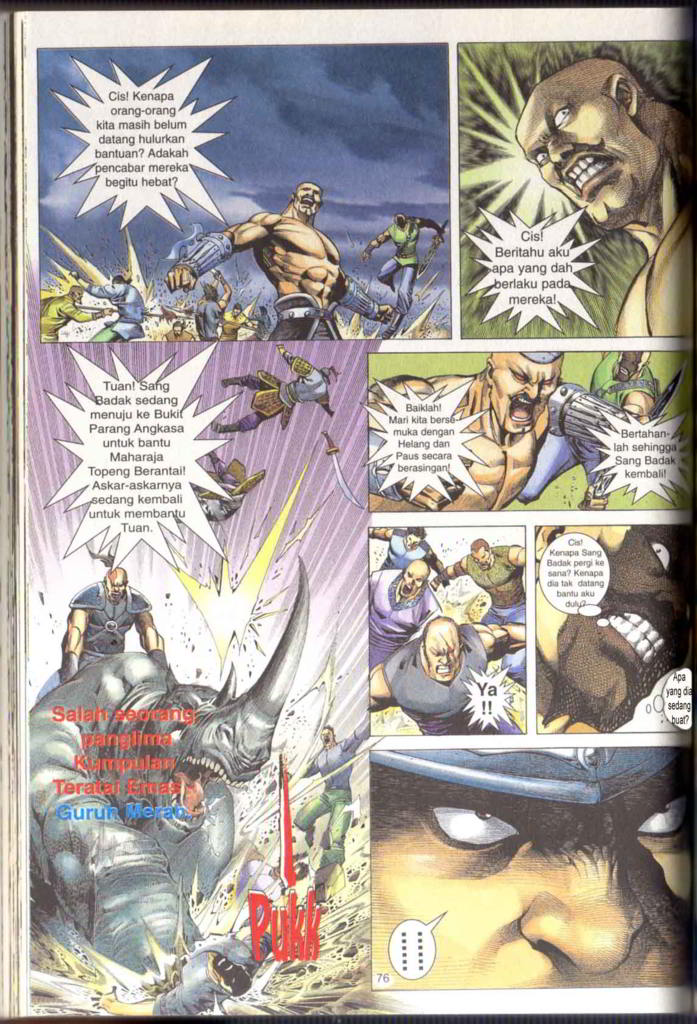 Cis! Kenapa
orang-orang
kita masih belum
datang hulurkan
bantuan? Adakah
pencabar mereka
begitu hebat?
Cis!
Beritahu aku
apa yang dah
berlaku pada
mereka!
Tuan! Sang
Badak sedang
menuju ke Bukit
Parang Angkasa
untuk bantu
Maharaja
Topeng Berantai!
Askar-askarnya
sedang kembali
untuk membantu
Tuan.
Baiklah!
Mari kita berse-
muka dengan
Helang dan
Paus secara
berasingan!
Bertahan-
lah sehingga
Sang Badak
kembali!
Ya
!!
Cis!
Kenapa Sang
Badak pergi ke
sana? Kenapa
dia tak datang
bantu aku
dulu?
Apa
yang dia
sedang
buat?
Salah seorang
panglima
Kumpulan
Teratai Emas
Guruh Merah
Pukk
!!
76